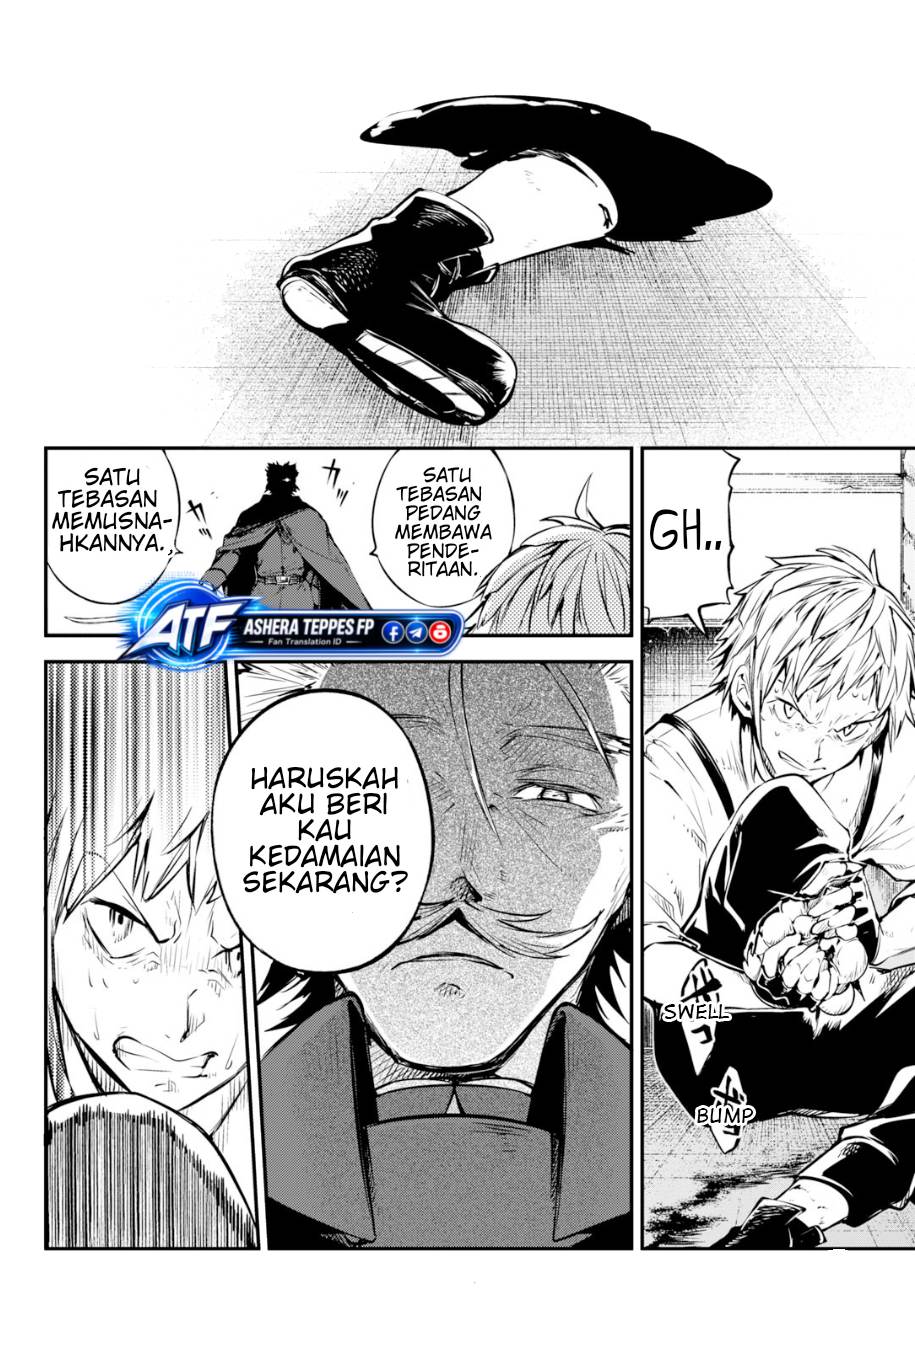 GH..
SWELL
BUMP
SATU
TEBASAN
PEDANG
MEMBAWA
PENDE-
RITAAN.
SATU
TEBASAN
MEMUSNA-
HKANNYA.,
ATF
ASHERA TEPPES FP
Fan Translation ID
HARUSKAH
AKU BERI
KAU
KEDAMAIAN
SEKARANG?